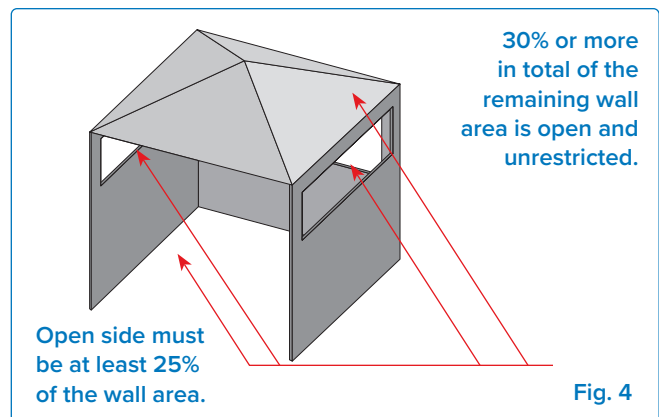 30% or more
in total of the
remaining wall
area is open and
unrestricted.
Open side must
be at least 25%
of the wall area.
Fig. 4